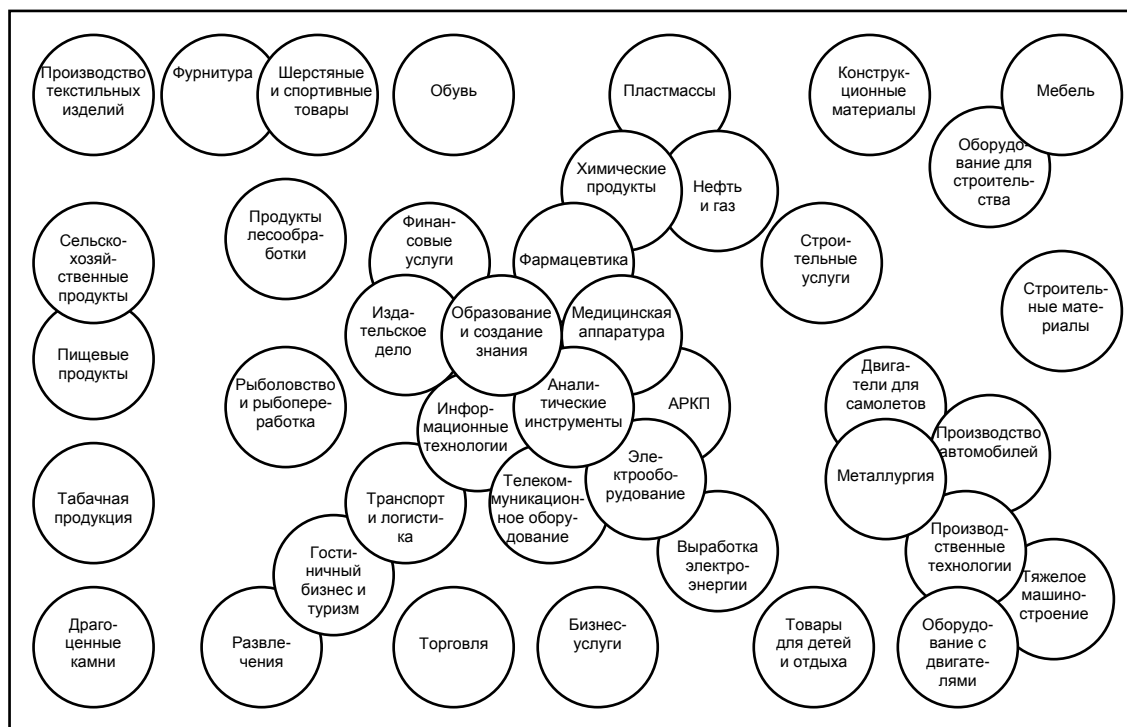 Производство
текстильных
изделий
Фурнитура
Шерстяные
и спортивные
товары
Обувь
Пластмассы
Конструк-
ционные
материалы
Мебель
Оборудо-
вание для
строитель-
ства
Химические
продукты
Нефть
и газ
Продукты
лесообра-
ботки
Финан-
совые
услуги
Фармацевтика
Строи-
тельные
услуги
Сельско-
хозяй-
ственные
продукты
Строитель-
ные мате-
риалы
Изда-
тельское
дело
Образование
и создание
знания
Медицинская
аппаратура
Пищевые
продукты
Рыболовство
и рыбопере-
работка
Инфор-
мационные
технологии
Анали-
тические
инструменты
АРКП
Двига-
тели для
самолетов
Производство
автомобилей
Металлургия
Табачная
продукция
Транспорт
и логисти-
ка
Телеком-
муникацион-
ное обору-
дование
Элек-
трообо-
рудование
Гости-
ничный
бизнес и
туризм
Выработка
электро-
энергии
Производ-
ственные
технологии
Тяжелое
машино-
строение
Драго-
ценные
камни
Развле-
чения
Торговля
Бизнес-
услуги
Товары
для детей
и отдыха
Оборудо-
вание с
двигате-
лями